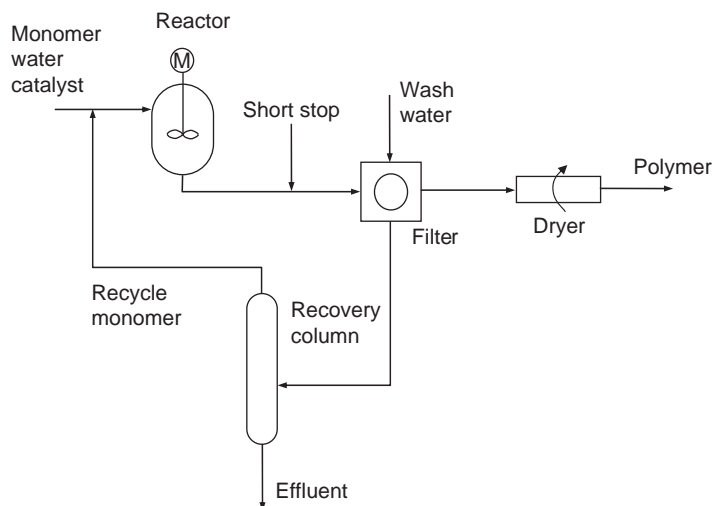 Reactor
Monomer
water
catalyst
M
Short stop
Wash
water
Polymer
Filter
Dryer
Recycle
monomer
Recovery
column
Effluent